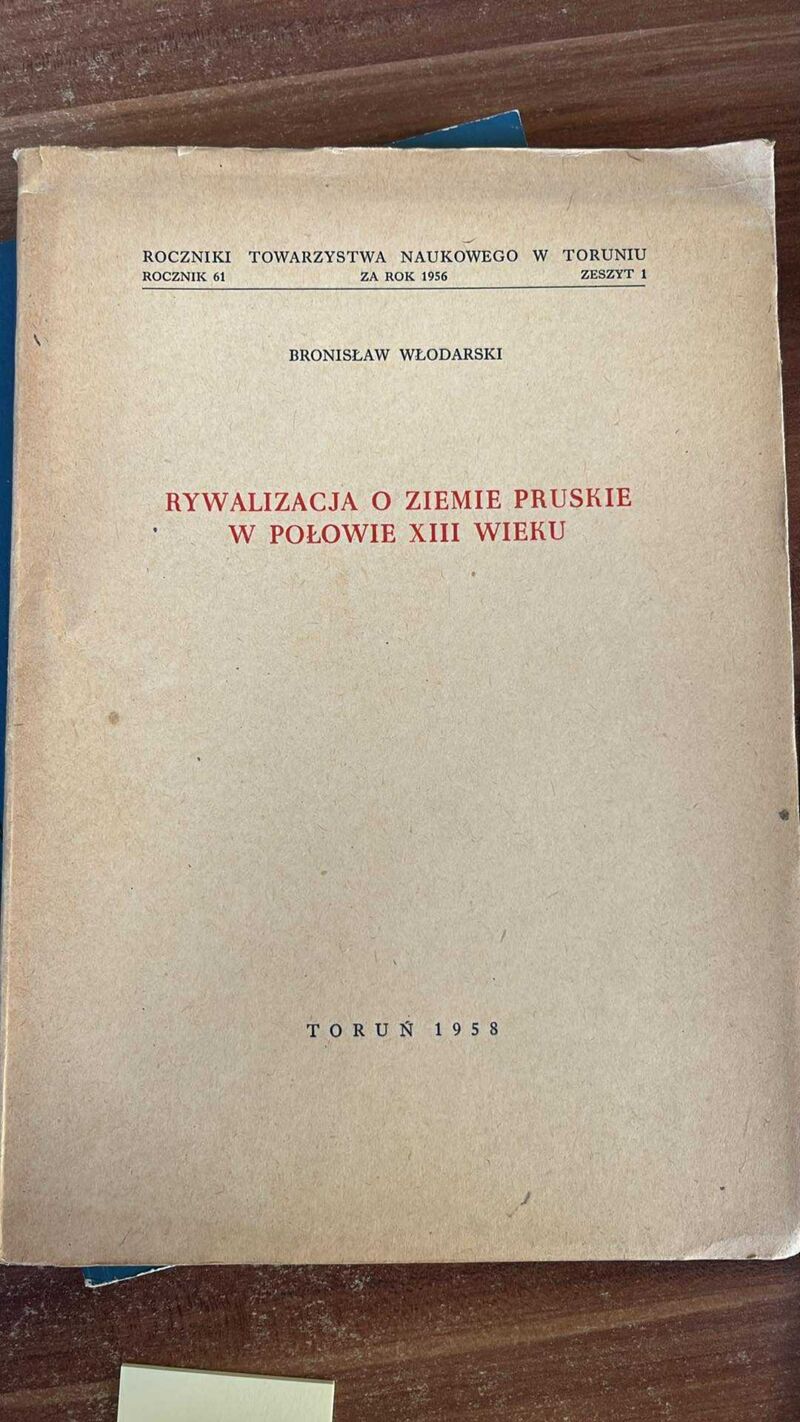 ROCZNIKI TOWARZYSTWA NAUKOWEGO W TORUNIU
ROCZNIK 61 ZA ROK 1956 ZESZYT 1
BRONISŁAW WŁODARSKI
RYWALIZACJA O ZIEMIE PRUSKIE
W POŁOWIE XIII WIEKU
TORUŃ 1958